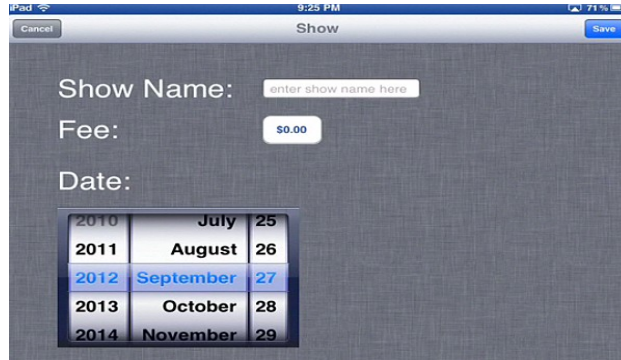 iPad 9:25 PM 71%
Cancel Show Save
Show Name: enter show name here
Fee: $0.00
Date:
2010 July 25
2011 August 26
2012 September 27
2013 October 28
2014 November 29